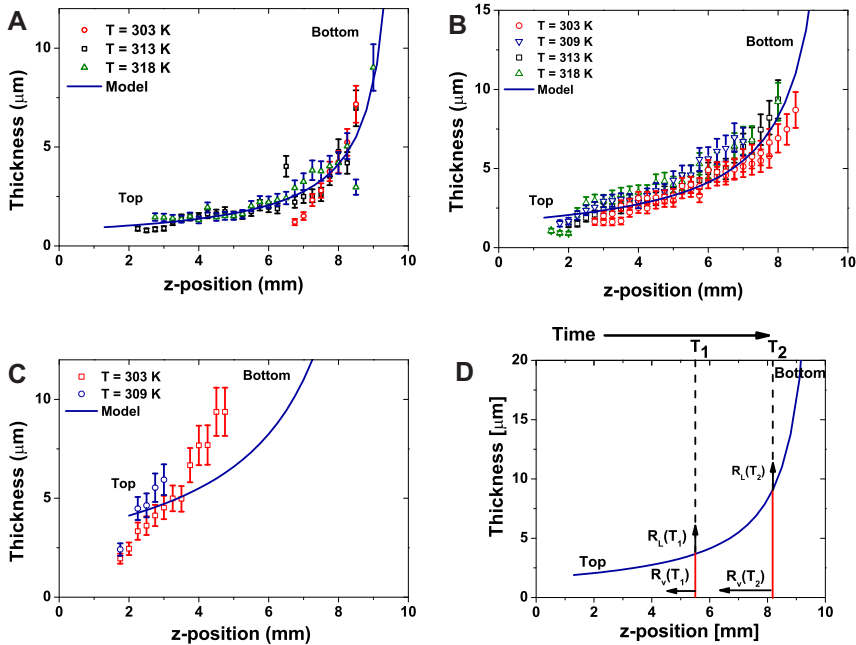 A
T = 303 K
T = 313 K
T = 318 K
Model
Bottom
Top
Thickness (μm)
10
5
0
0 2 4 6 8 10
z-position (mm)
B
T = 303 K
T = 309 K
T = 313 K
T = 318 K
Model
Bottom
Top
Thickness (μm)
15
10
5
0
0 2 4 6 8 10
z-position (mm)
C
T = 303 K
T = 309 K
Model
Bottom
Top
Thickness (μm)
10
5
0
0 2 4 6 8 10
z-position (mm)
Time
T1 T2
D
Bottom
RL(T2)
RL(T1)
Top
Rv(T1) Rv(T2)
Thickness [μm]
20
15
10
5
0
0 2 4 6 8 10
z-position [mm]